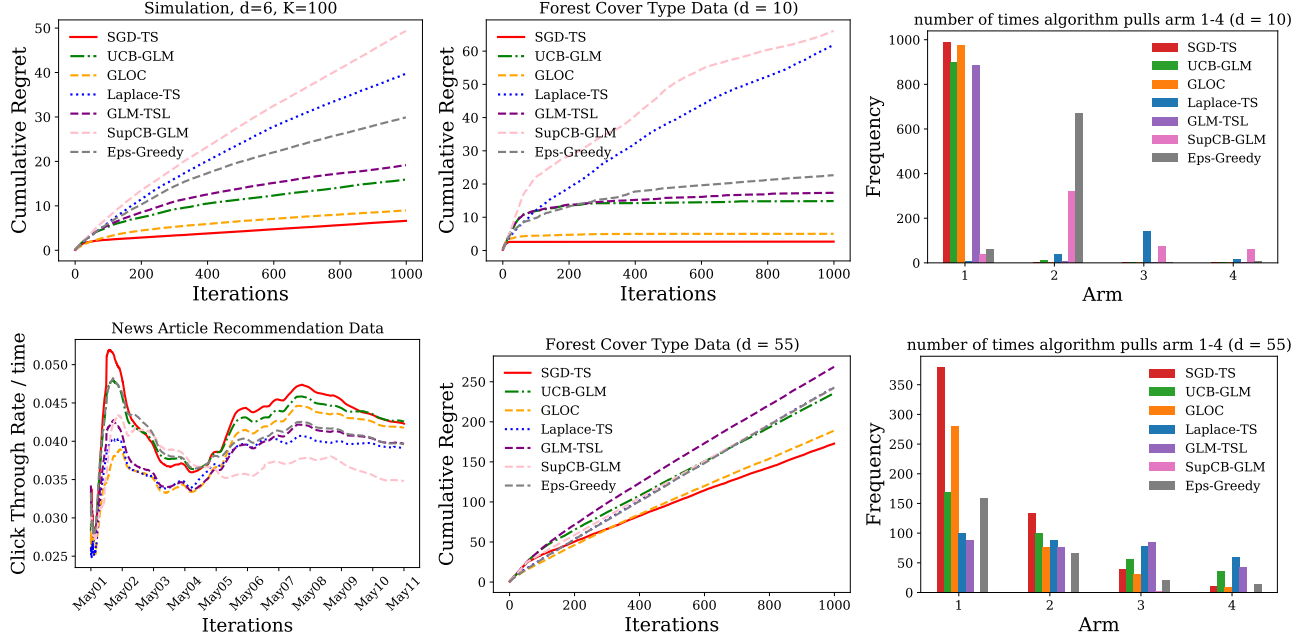 Simulation, d=6, K=100
Cumulative Regret
50
40
30
20
10
0
SGD-TS
UCB-GLM
GLOC
Laplace-TS
GLM-TSL
SupCB-GLM
Eps-Greedy
0 200 400 600 800 1000
Iterations
Forest Cover Type Data (d = 10)
Cumulative Regret
60
50
40
30
20
10
0
SGD-TS
UCB-GLM
GLOC
Laplace-TS
GLM-TSL
SupCB-GLM
Eps-Greedy
0 200 400 600 800 1000
Iterations
number of times algorithm pulls arm 1-4 (d = 10)
Frequency
1000
800
600
400
200
0
SGD-TS
UCB-GLM
GLOC
Laplace-TS
GLM-TSL
SupCB-GLM
Eps-Greedy
1 2 3 4
Arm
News Article Recommendation Data
Click Through Rate / time
0.050
0.045
0.040
0.035
0.030
0.025
May01 May02 May03 May04 May05 May06 May07 May08 May09 May10 May11
Iterations
Forest Cover Type Data (d = 55)
Cumulative Regret
250
200
150
100
50
0
SGD-TS
UCB-GLM
GLOC
Laplace-TS
GLM-TSL
SupCB-GLM
Eps-Greedy
0 200 400 600 800 1000
Iterations
number of times algorithm pulls arm 1-4 (d = 55)
Frequency
350
300
250
200
150
100
50
0
SGD-TS
UCB-GLM
GLOC
Laplace-TS
GLM-TSL
SupCB-GLM
Eps-Greedy
1 2 3 4
Arm